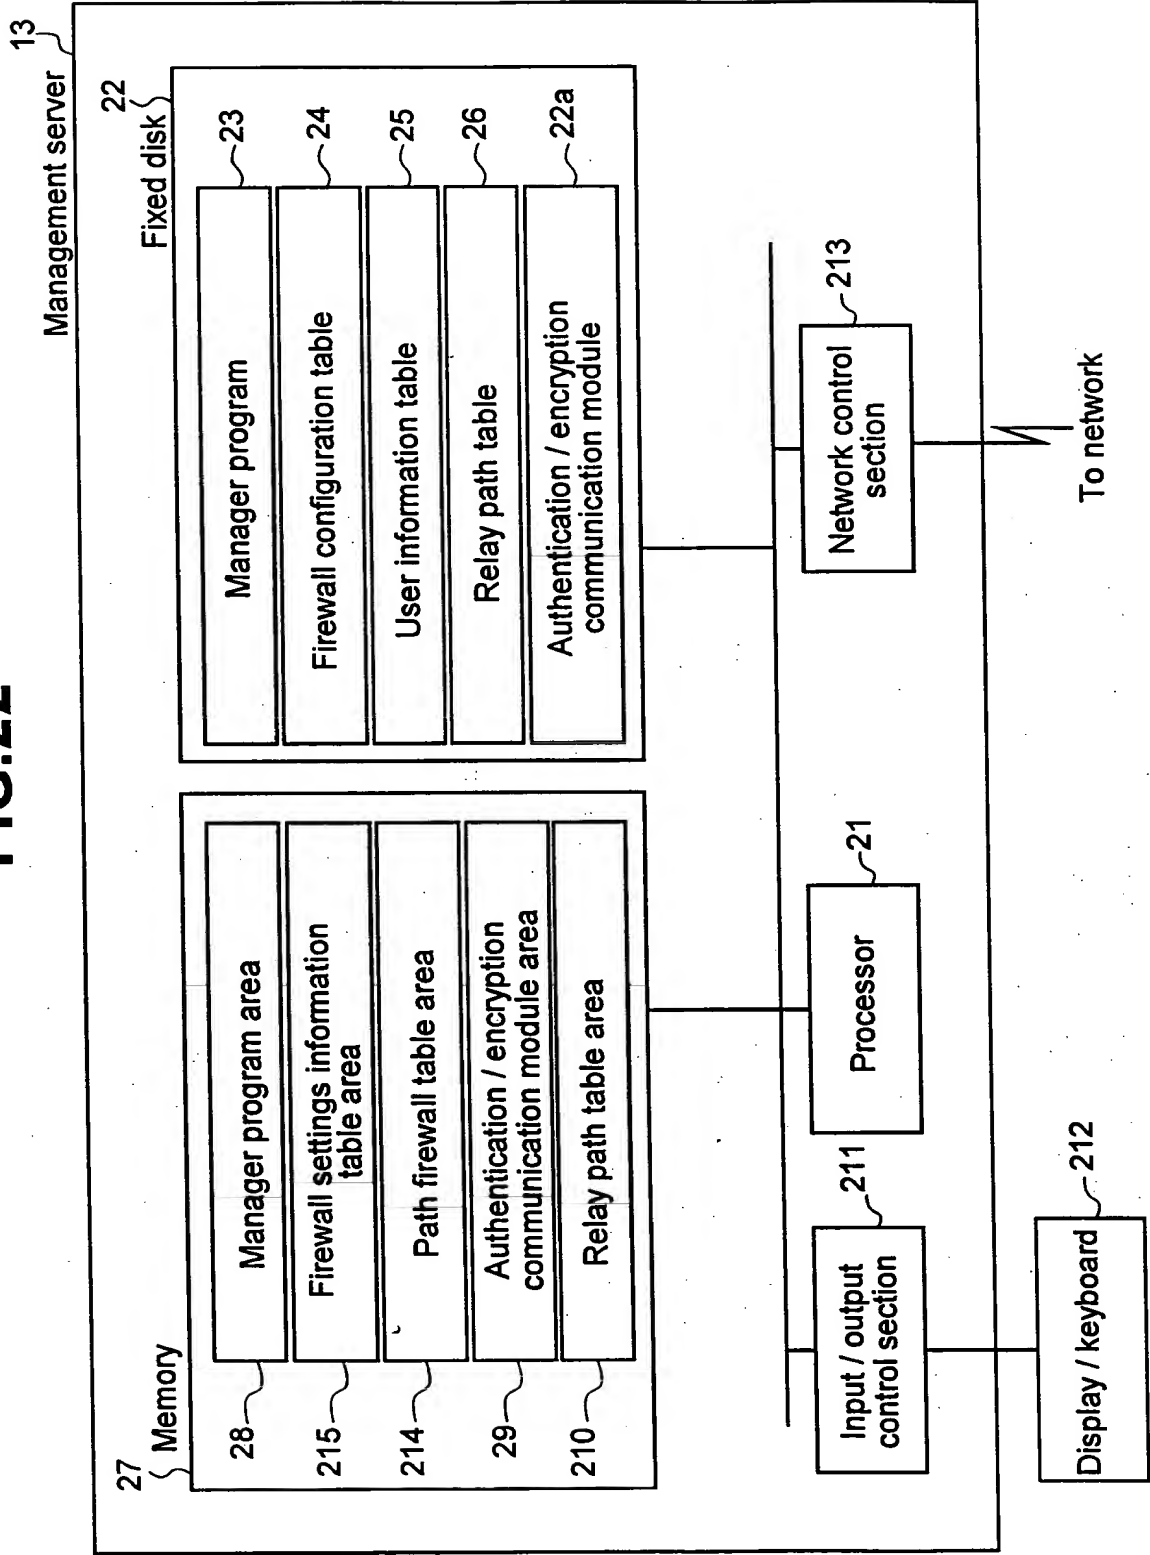 FIG.22
13
Management server
27
Memory
28
Manager program area
215
Firewall settings information
table area
214
Path firewall table area
29
Authentication / encryption
communication module area
210
Relay path table area
22
Fixed disk
23
Manager program
24
Firewall configuration table
25
User information table
26
Relay path table
22a
Authentication / encryption
communication module
211
Input / output
control section
21
Processor
213
Network control
section
212
Display / keyboard
To network